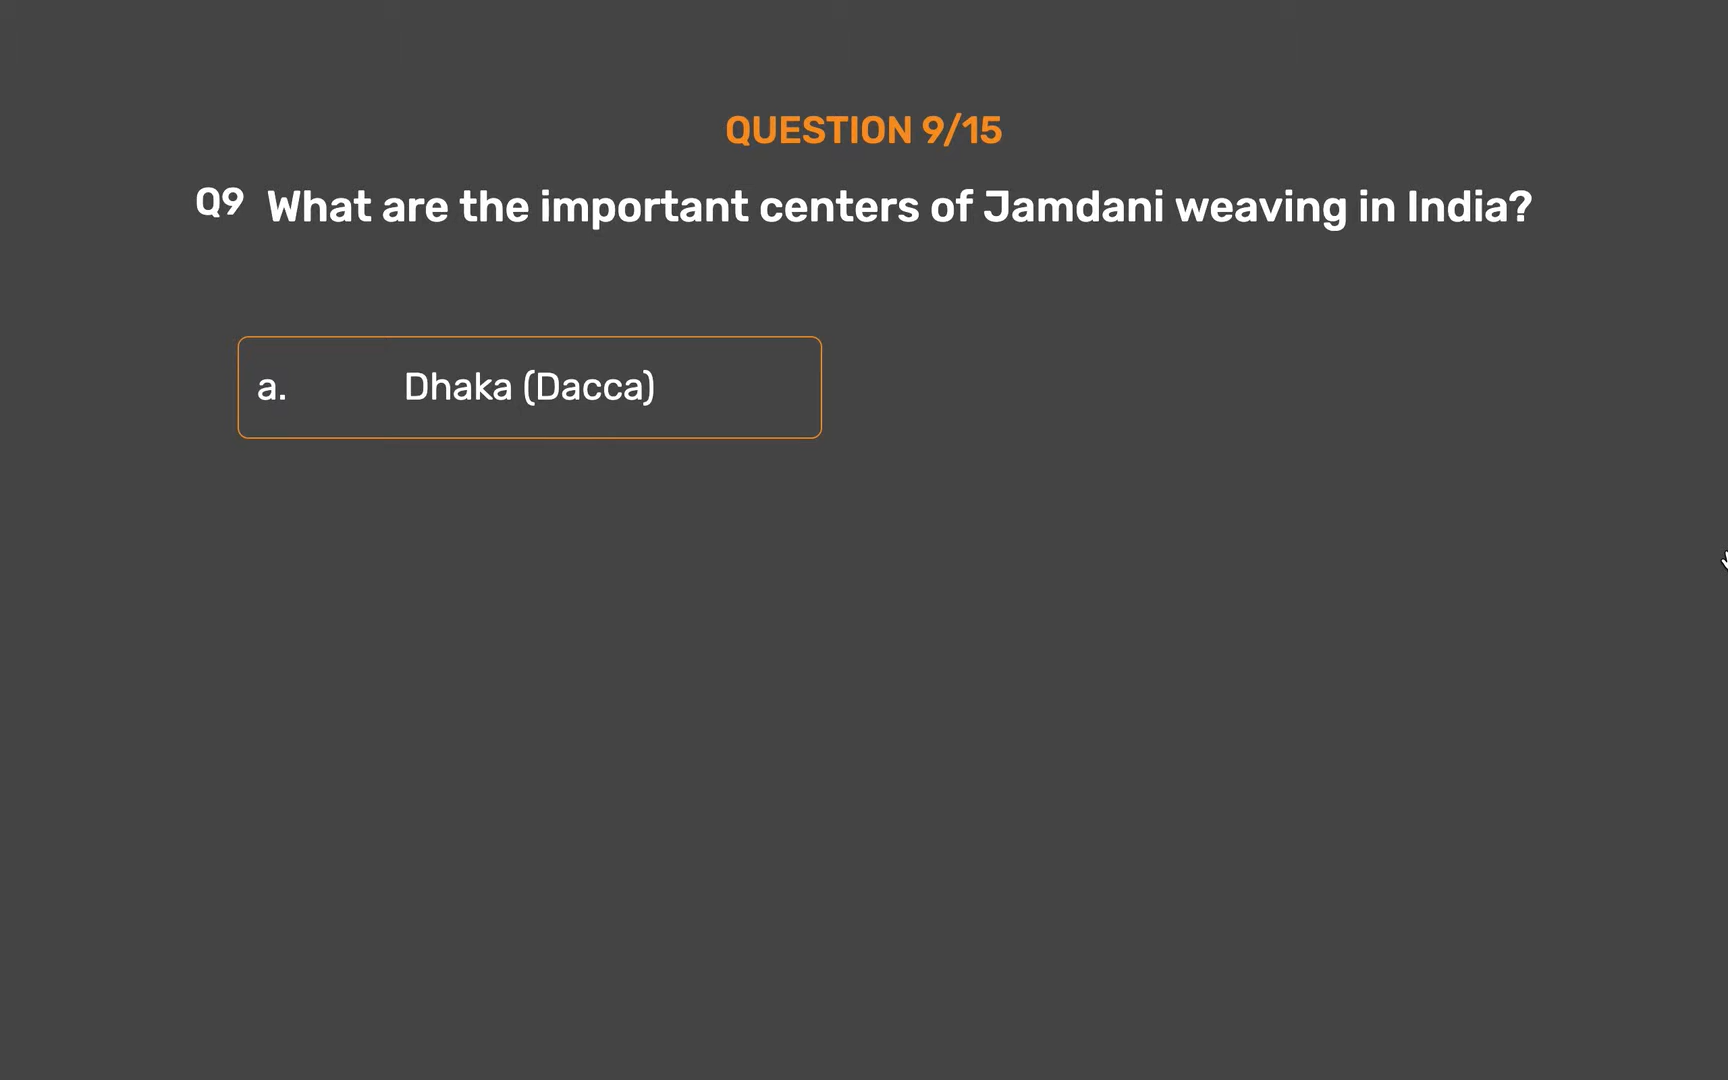 QUESTION 9/15
Q9 What are the important centers of Jamdani weaving in India?
a. Dhaka (Dacca)